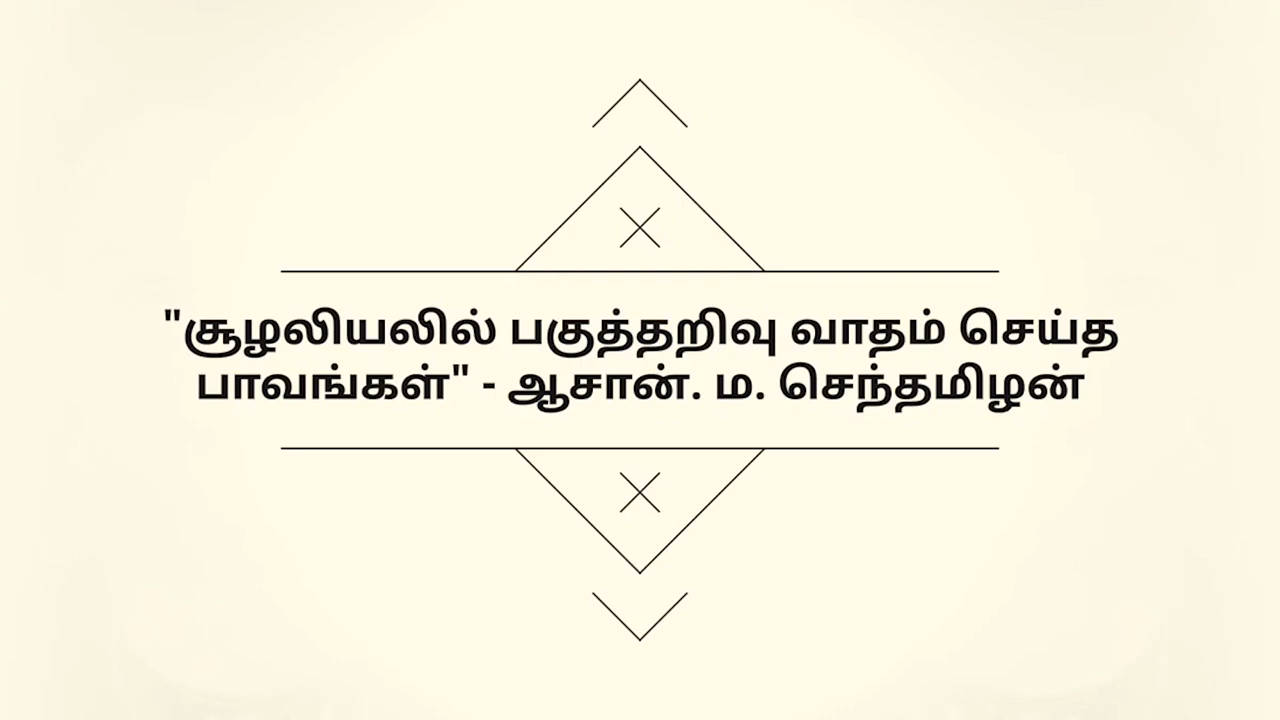 "சூழலியலில் பகுத்தறிவு வாதம் செய்த
பாவங்கள்" - ஆசான். ம. செந்தமிழன்